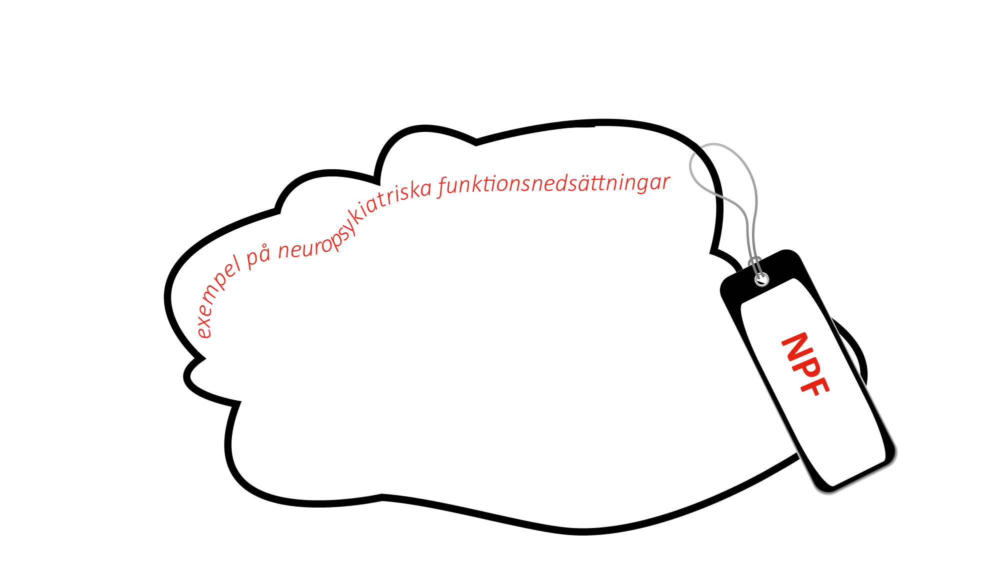 exempel på neuropsykiatriska funktionsnedsättningar
NPF